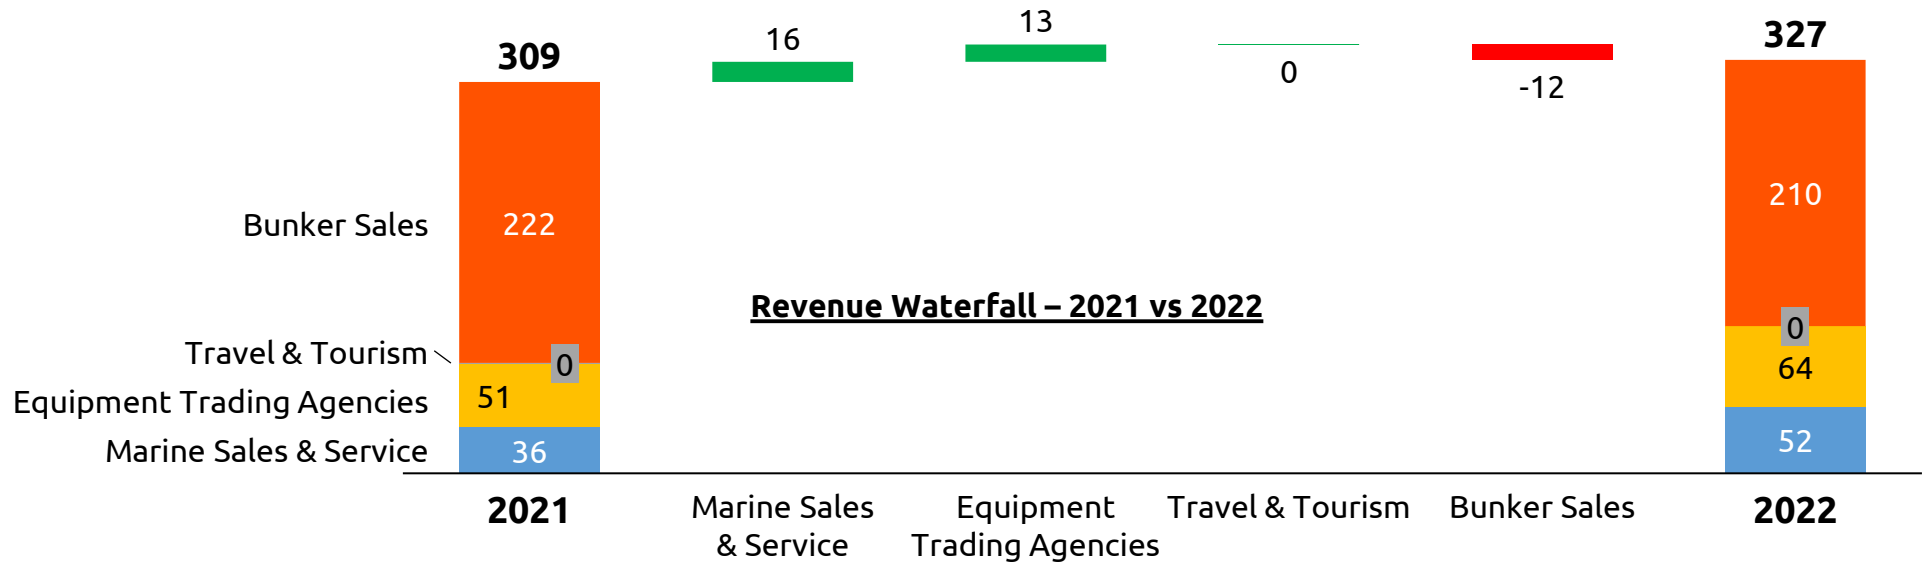 309
16
13
0
-12
327
Bunker Sales
222
210
Revenue Waterfall – 2021 vs 2022
Travel & Tourism
0
0
Equipment Trading Agencies
51
64
Marine Sales & Service
36
52
2021
Marine Sales
& Service
Equipment
Trading Agencies
Travel & Tourism
Bunker Sales
2022